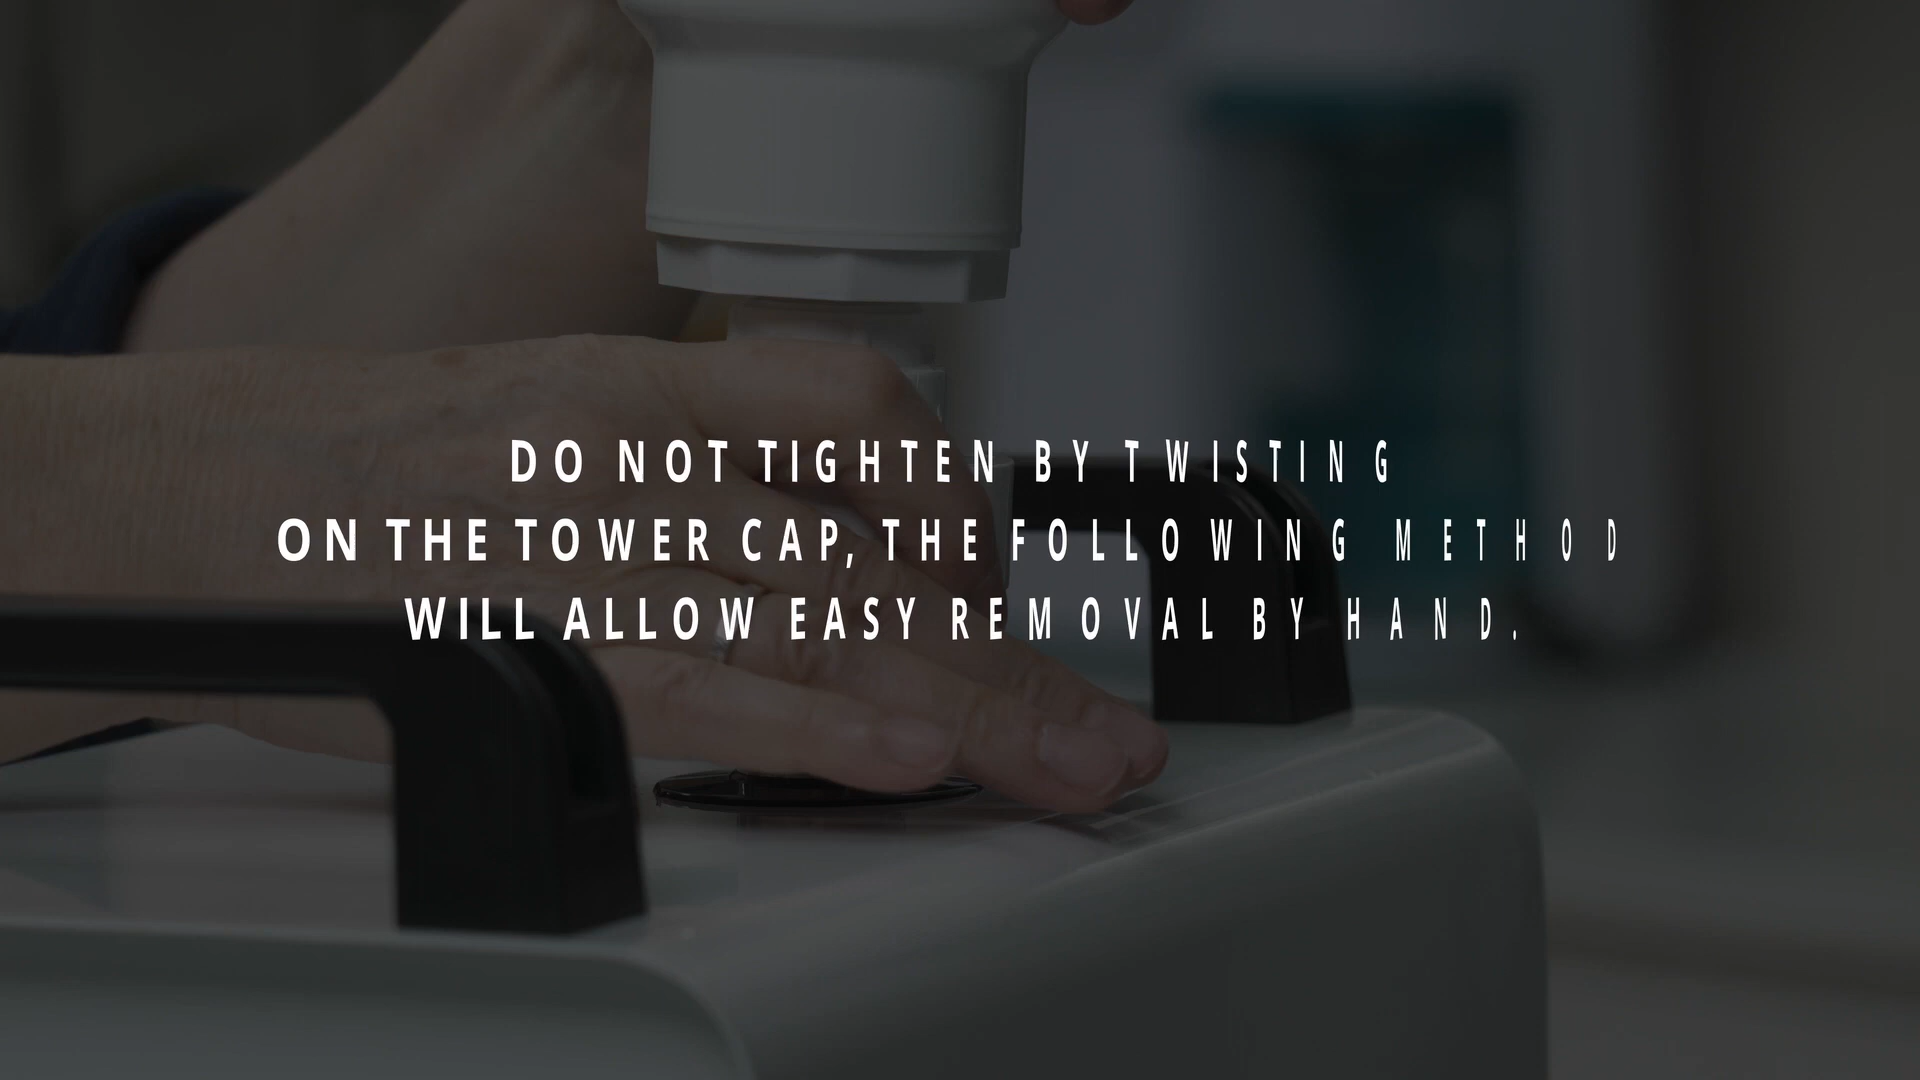 DO NOT TIGHTEN BY TWISTING
ON THE TOWER CAP, THE FOLLOWING METHOD
WILL ALLOW EASY REMOVAL BY HAND.